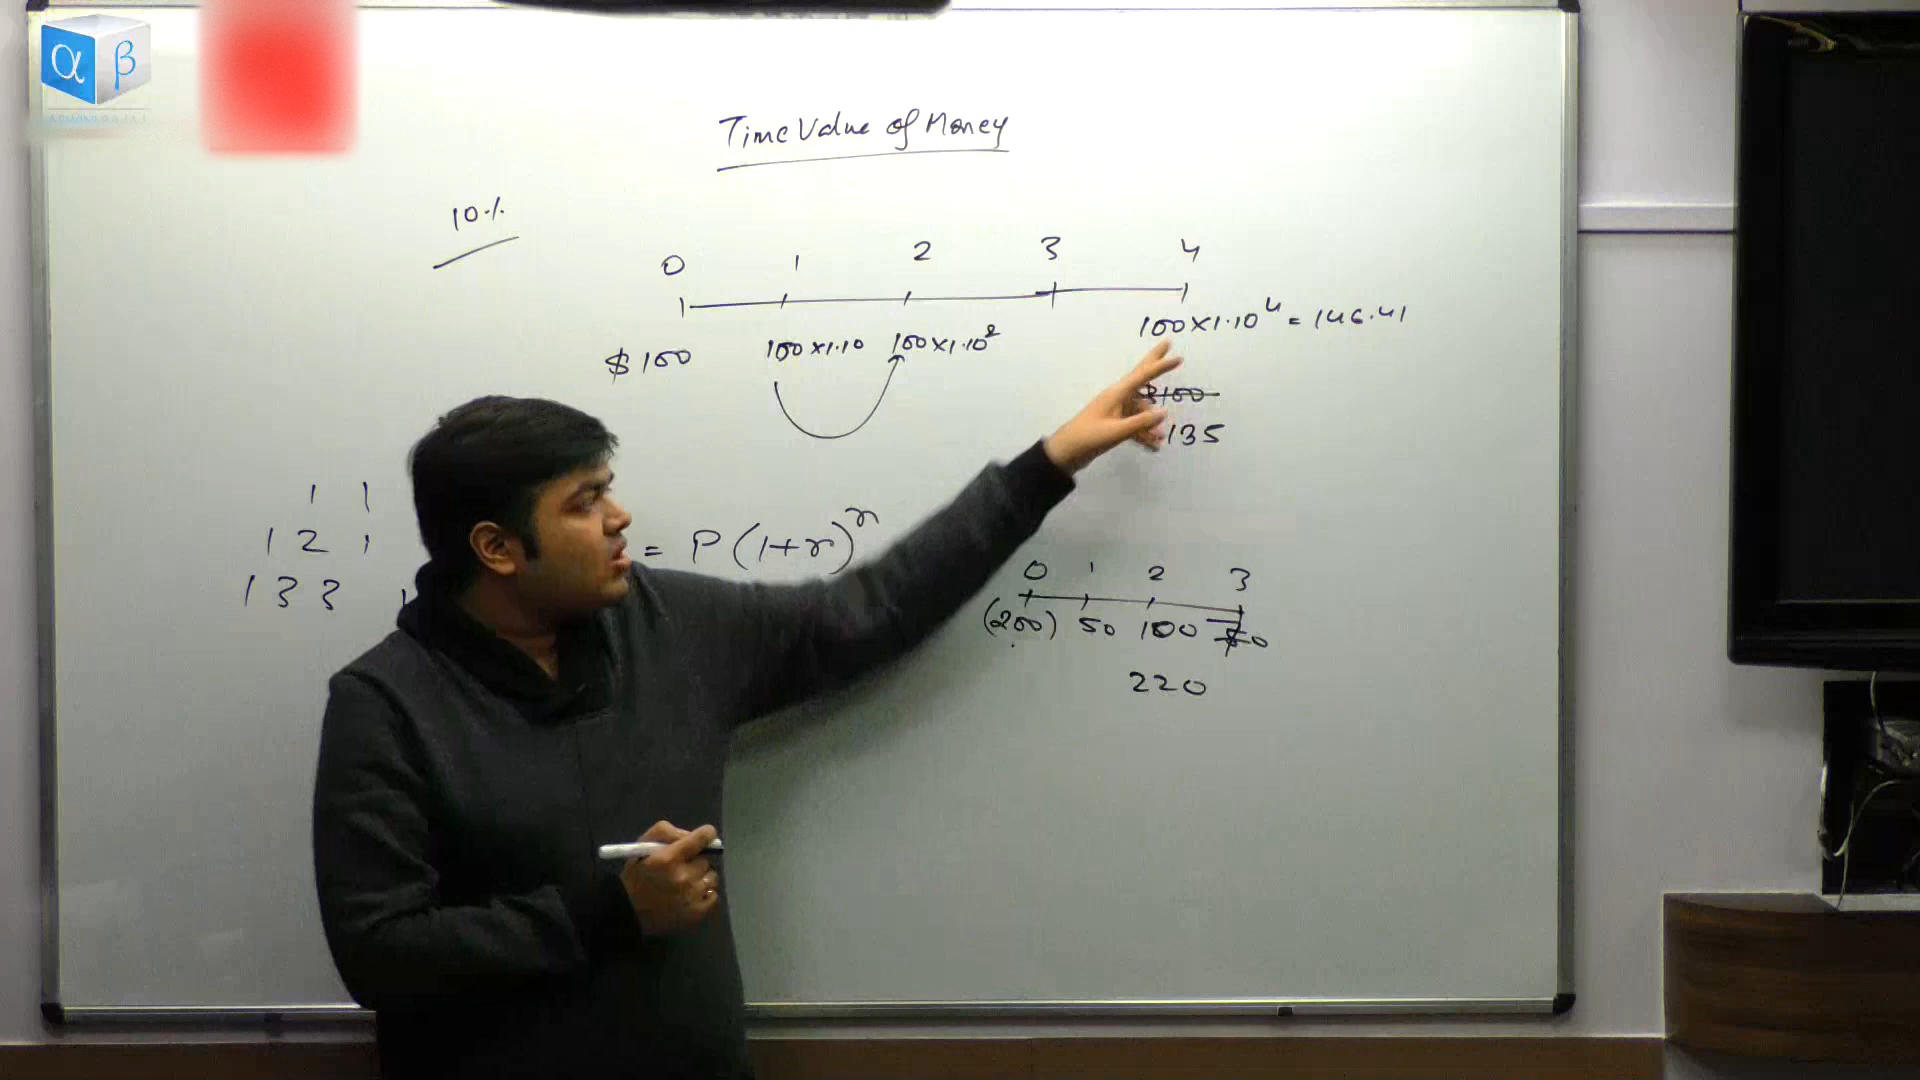 α β
Time Value of Money
10%
0 1 2 3 4
$100 100×1.10 100×1.10² 100×1.10⁴ = 146.41
$100
135
1 1
1 2 1
1 3 3 1
= P(1+r)ⁿ
0 1 2 3
(200) 50 100 70
220